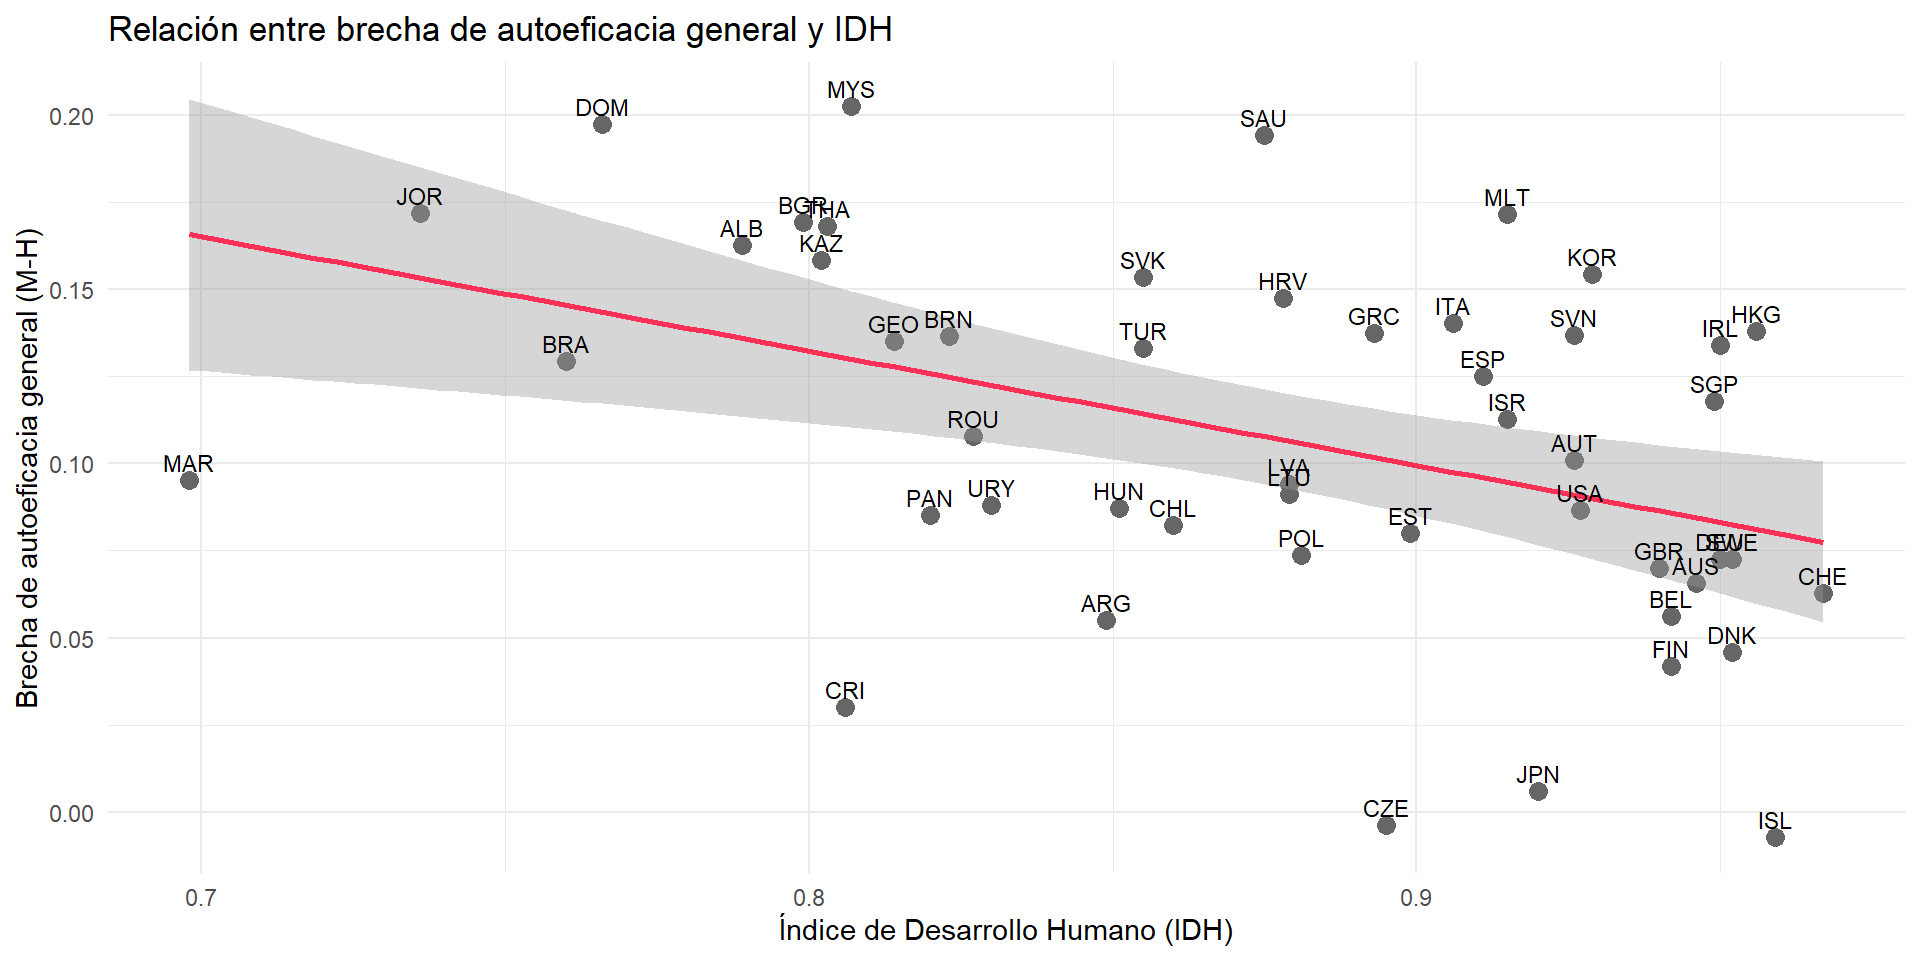 Relación entre brecha de autoeficacia general y IDH
Brecha de autoeficacia general (M-H)
0.20
0.15
0.10
0.05
0.00
MYS
DOM
SAU
JOR
MLT
BGR
THA
ALB
KAZ
KOR
SVK
HRV
ITA
HKG
GRC
SVN
GEO
BRN
TUR
IRL
BRA
ESP
SGP
ISR
ROU
AUT
MAR
LVA
LTU
USA
PAN
URY
HUN
CHL
EST
POL
GBR
DEU
SWE
AUS
CHE
ARG
BEL
DNK
FIN
CRI
JPN
CZE
ISL
0.7
0.8
0.9
Índice de Desarrollo Humano (IDH)